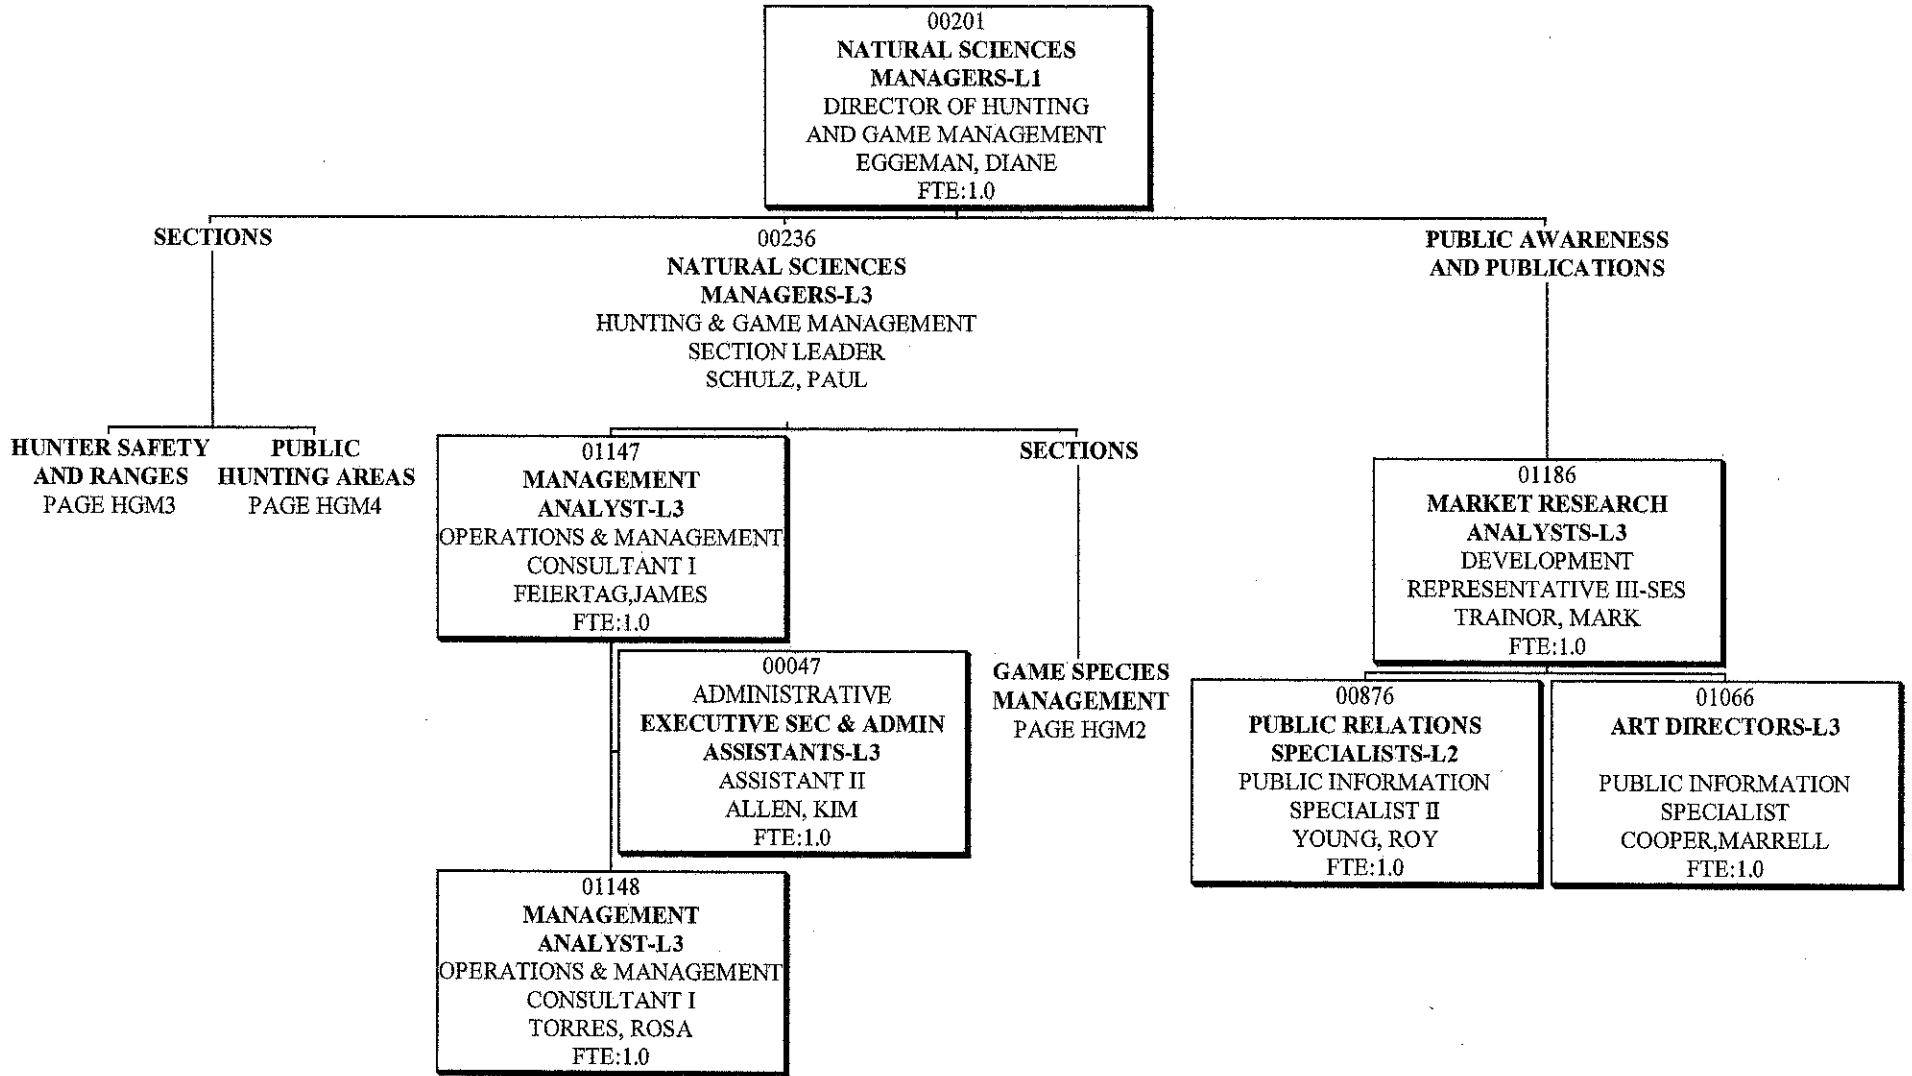 00201
NATURAL SCIENCES
MANAGERS-L1
DIRECTOR OF HUNTING
AND GAME MANAGEMENT
EGGEMAN, DIANE
FTE:1.0
SECTIONS
HUNTER SAFETY
AND RANGES
PAGE HGM3
PUBLIC
HUNTING AREAS
PAGE HGM4
00236
NATURAL SCIENCES
MANAGERS-L3
HUNTING & GAME MANAGEMENT
SECTION LEADER
SCHULZ, PAUL
01147
MANAGEMENT
ANALYST-L3
OPERATIONS & MANAGEMENT
CONSULTANT I
FEIERTAG,JAMES
FTE:1.0
00047
ADMINISTRATIVE
EXECUTIVE SEC & ADMIN
ASSISTANTS-L3
ASSISTANT II
ALLEN, KIM
FTE:1.0
01148
MANAGEMENT
ANALYST-L3
OPERATIONS & MANAGEMENT
CONSULTANT I
TORRES, ROSA
FTE:1.0
SECTIONS
GAME SPECIES
MANAGEMENT
PAGE HGM2
PUBLIC AWARENESS
AND PUBLICATIONS
01186
MARKET RESEARCH
ANALYSTS-L3
DEVELOPMENT
REPRESENTATIVE III-SES
TRAINOR, MARK
FTE:1.0
00876
PUBLIC RELATIONS
SPECIALISTS-L2
PUBLIC INFORMATION
SPECIALIST II
YOUNG, ROY
FTE:1.0
01066
ART DIRECTORS-L3
PUBLIC INFORMATION
SPECIALIST
COOPER,MARRELL
FTE:1.0